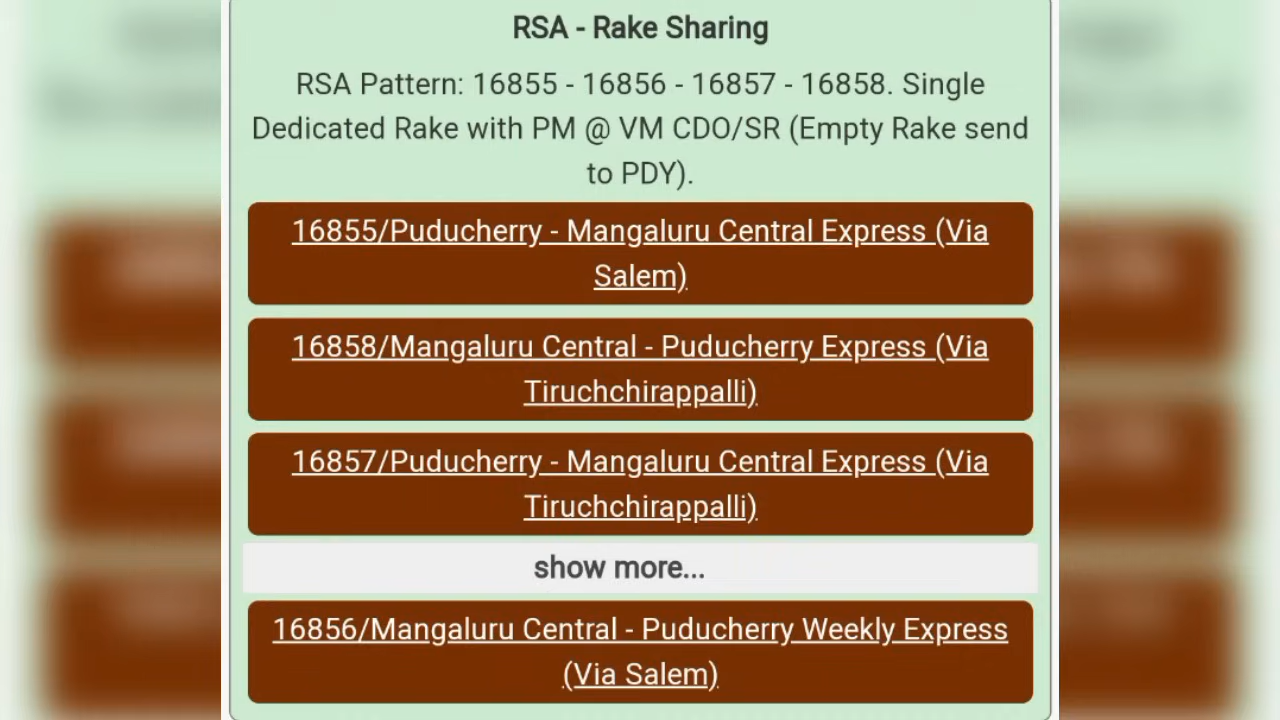 RSA - Rake Sharing
RSA Pattern: 16855 - 16856 - 16857 - 16858. Single
Dedicated Rake with PM @ VM CDO/SR (Empty Rake send
to PDY).
16855/Puducherry - Mangaluru Central Express (Via
Salem)
16858/Mangaluru Central - Puducherry Express (Via
Tiruchchirappalli)
16857/Puducherry - Mangaluru Central Express (Via
Tiruchchirappalli)
show more...
16856/Mangaluru Central - Puducherry Weekly Express
(Via Salem)